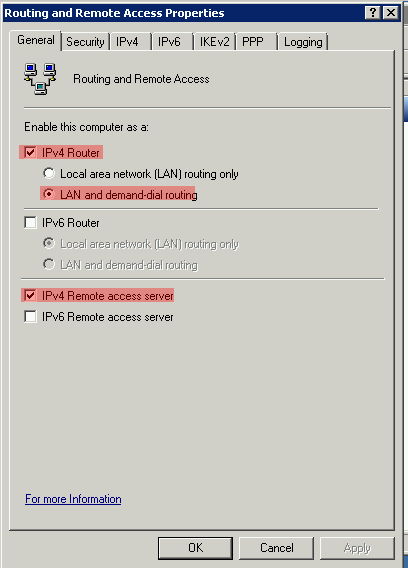 Routing and Remote Access Properties
General Security IPv4 IPv6 IKEv2 PPP Logging
Routing and Remote Access
Enable this computer as a:
IPv4 Router
Local area network (LAN) routing only
LAN and demand-dial routing
IPv6 Router
Local area network (LAN) routing only
LAN and demand-dial routing
IPv4 Remote access server
IPv6 Remote access server
For more Information
OK Cancel Apply